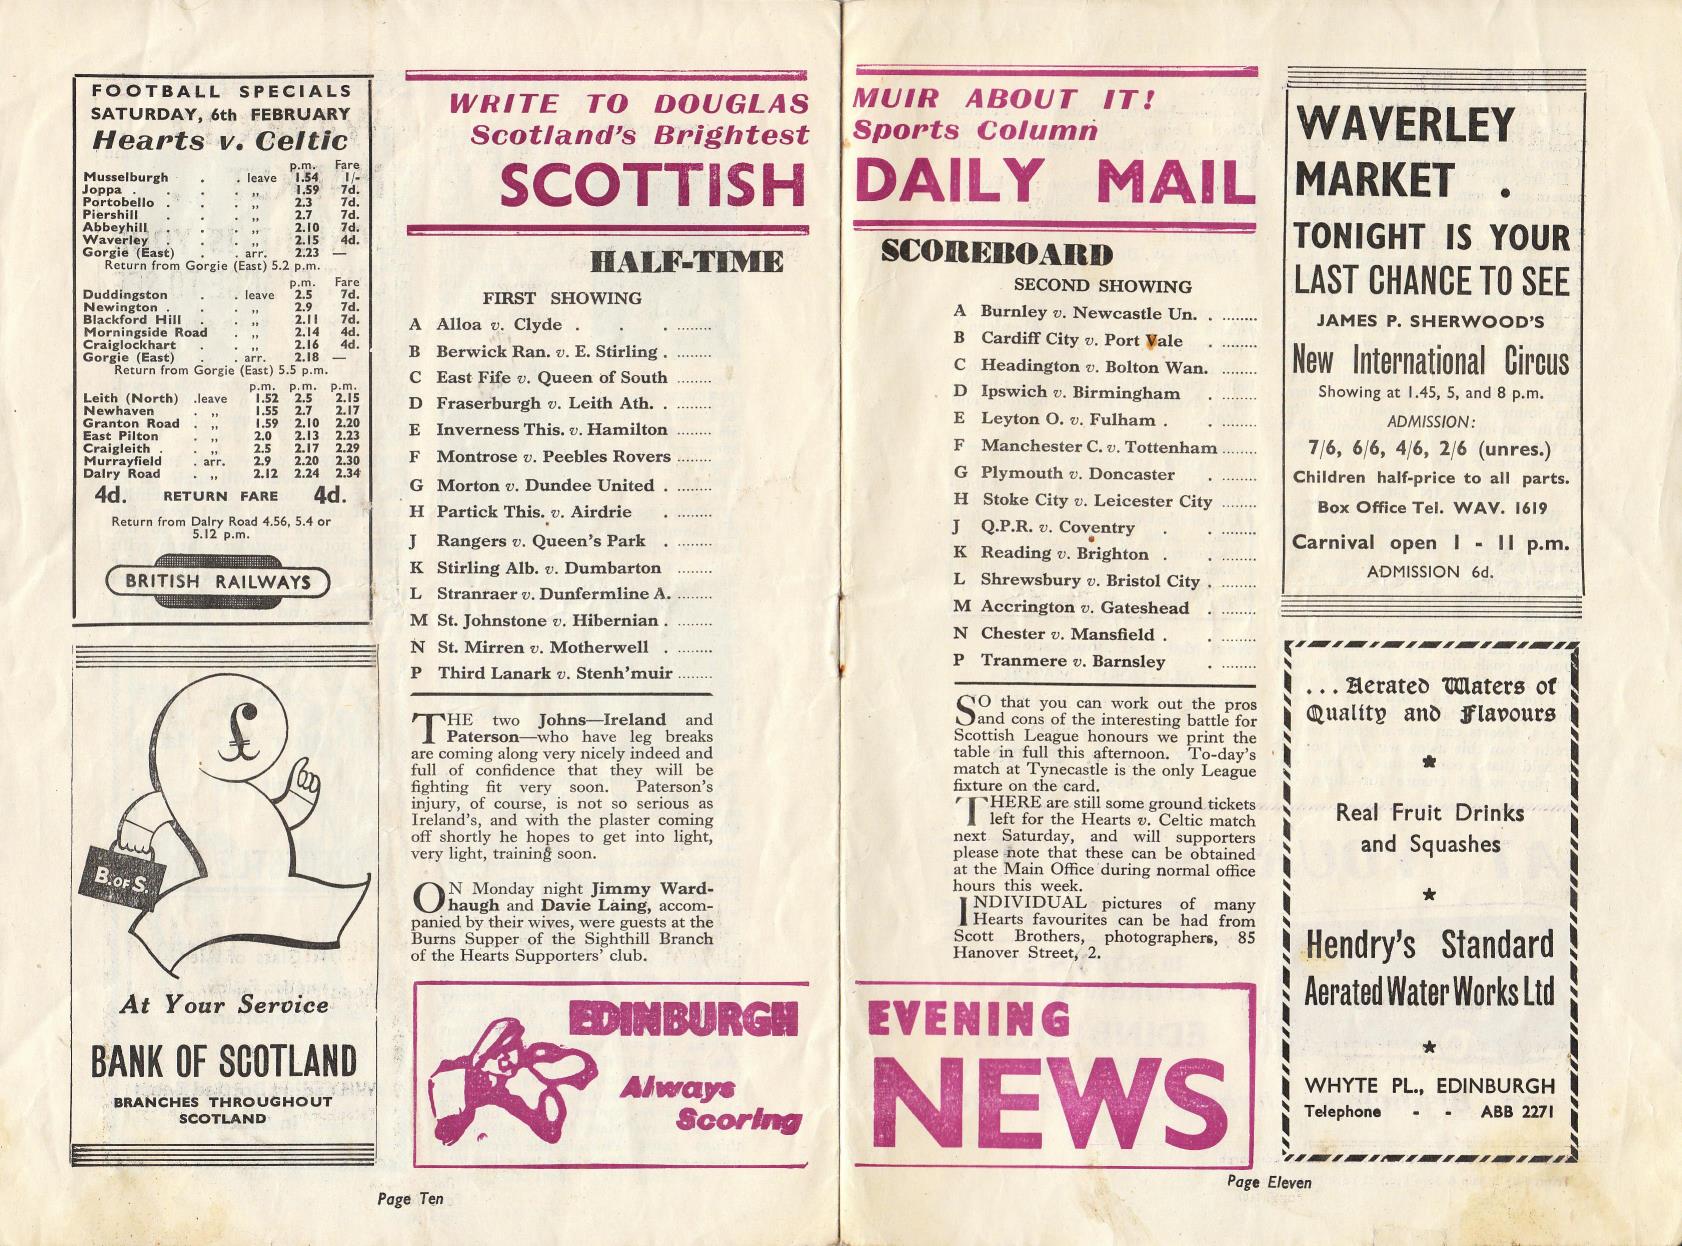 FOOTBALL SPECIALS
SATURDAY, 6th FEBRUARY
Hearts v. Celtic
p.m. Fare
Musselburgh . . leave 1.54 1/-
Joppa . . . . ,, 1.59 7d.
Portobello . . . ,, 2.3 7d.
Piershill . . . ,, 2.7 7d.
Abbeyhill . . . ,, 2.10 7d.
Waverley . . . ,, 2.15 4d.
Gorgie (East) . . arr. 2.23 —
Return from Gorgie (East) 5.2 p.m.
p.m. Fare
Duddingston . . leave 2.5 7d.
Newington . . . ,, 2.9 7d.
Blackford Hill . . ,, 2.11 7d.
Morningside Road . ,, 2.14 4d.
Craiglockhart . . ,, 2.16 4d.
Gorgie (East) . . arr. 2.18 —
Return from Gorgie (East) 5.5 p.m.
p.m. p.m. p.m.
Leith (North) .leave 1.52 2.5 2.15
Newhaven . ,, 1.55 2.7 2.17
Granton Road . ,, 1.59 2.10 2.20
East Pilton . ,, 2.0 2.13 2.23
Craigleith . . ,, 2.5 2.17 2.29
Murrayfield . arr. 2.9 2.20 2.30
Dalry Road . ,, 2.12 2.24 2.34
4d. RETURN FARE 4d.
Return from Dalry Road 4.56, 5.4 or
5.12 p.m.
BRITISH RAILWAYS
£
B. OF S.
At Your Service
BANK OF SCOTLAND
BRANCHES THROUGHOUT
SCOTLAND
WRITE TO DOUGLAS
Scotland's Brightest
SCOTTISH
HALF-TIME
FIRST SHOWING
A Alloa v. Clyde . . . ........
B Berwick Ran. v. E. Stirling . ........
C East Fife v. Queen of South ........
D Fraserburgh v. Leith Ath. . ........
E Inverness This. v. Hamilton ........
F Montrose v. Peebles Rovers ........
G Morton v. Dundee United . ........
H Partick This. v. Airdrie . ........
J Rangers v. Queen's Park . ........
K Stirling Alb. v. Dumbarton ........
L Stranraer v. Dunfermline A. ........
M St. Johnstone v. Hibernian . ........
N St. Mirren v. Motherwell . ........
P Third Lanark v. Stenh'muir ........
THE two Johns—Ireland and
Paterson—who have leg breaks
are coming along very nicely indeed and
full of confidence that they will be
fighting fit very soon. Paterson's
injury, of course, is not so serious as
Ireland's, and with the plaster coming
off shortly he hopes to get into light,
very light, training soon.
ON Monday night Jimmy Ward-
haugh and Davie Laing, accom-
panied by their wives, were guests at the
Burns Supper of the Sighthill Branch
of the Hearts Supporters' club.
EDINBURGH
Always
Scoring
Page Ten
MUIR ABOUT IT!
Sports Column
DAILY MAIL
SCOREBOARD
SECOND SHOWING
A Burnley v. Newcastle Un. . ........
B Cardiff City v. Port Vale . ........
C Headington v. Bolton Wan. ........
D Ipswich v. Birmingham . ........
E Leyton O. v. Fulham . . ........
F Manchester C. v. Tottenham ........
G Plymouth v. Doncaster . ........
H Stoke City v. Leicester City ........
J Q.P.R. v. Coventry . . ........
K Reading v. Brighton . . ........
L Shrewsbury v. Bristol City . ........
M Accrington v. Gateshead . ........
N Chester v. Mansfield . . ........
P Tranmere v. Barnsley . ........
SO that you can work out the pros
and cons of the interesting battle for
Scottish League honours we print the
table in full this afternoon. To-day's
match at Tynecastle is the only League
fixture on the card.
THERE are still some ground tickets
left for the Hearts v. Celtic match
next Saturday, and will supporters
please note that these can be obtained
at the Main Office during normal office
hours this week.
INDIVIDUAL pictures of many
Hearts favourites can be had from
Scott Brothers, photographers, 85
Hanover Street, 2.
EVENING
NEWS
Page Eleven
WAVERLEY
MARKET .
TONIGHT IS YOUR
LAST CHANCE TO SEE
JAMES P. SHERWOOD'S
New International Circus
Showing at 1.45, 5, and 8 p.m.
ADMISSION:
7/6, 6/6, 4/6, 2/6 (unres.)
Children half-price to all parts.
Box Office Tel. WAV. 1619
Carnival open 1 - 11 p.m.
ADMISSION 6d.
... Aerated Waters of
Quality and Flavours
Real Fruit Drinks
and Squashes
Hendry's Standard
Aerated Water Works Ltd
WHYTE PL., EDINBURGH
Telephone - - ABB 2271